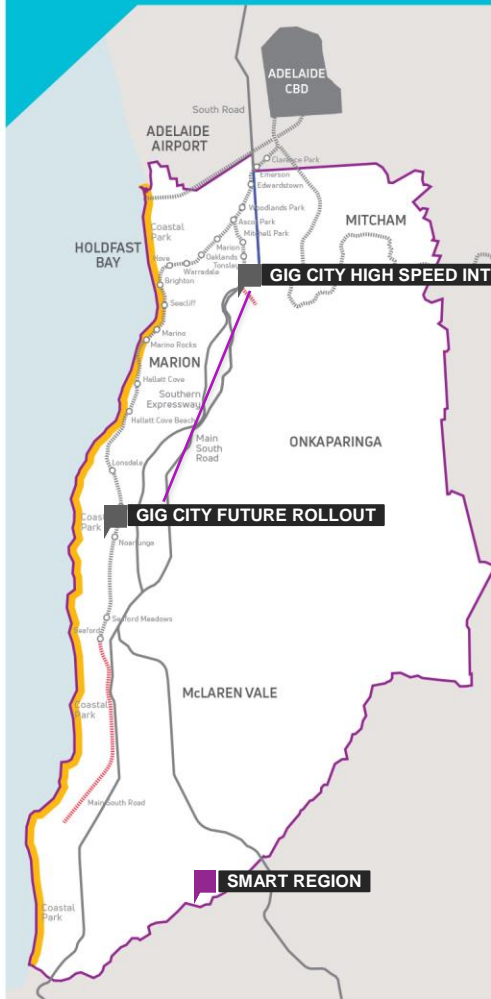 ADELAIDE
CBD
South Road
ADELAIDE
AIRPORT
Clarence Park
Emerson
Edwardstown
Woodlands Park
Ascot Park
Mitchell Park
MITCHAM
Coastal
Park
HOLDFAST
BAY
Marion
Oaklands
Hove
Warradale
Tonsley
Brighton
GIG CITY HIGH SPEED INT
Seacliff
Marino
Marino Rocks
MARION
Hallett Cove
Southern
Expressway
Hallett Cove Beach
Main
South
Road
ONKAPARINGA
Lonsdale
GIG CITY FUTURE ROLLOUT
Coastal
Park
Noarlunga
Seaford Meadows
Seaford
McLAREN VALE
Coastal
Park
Main South Road
SMART REGION
Coastal
Park